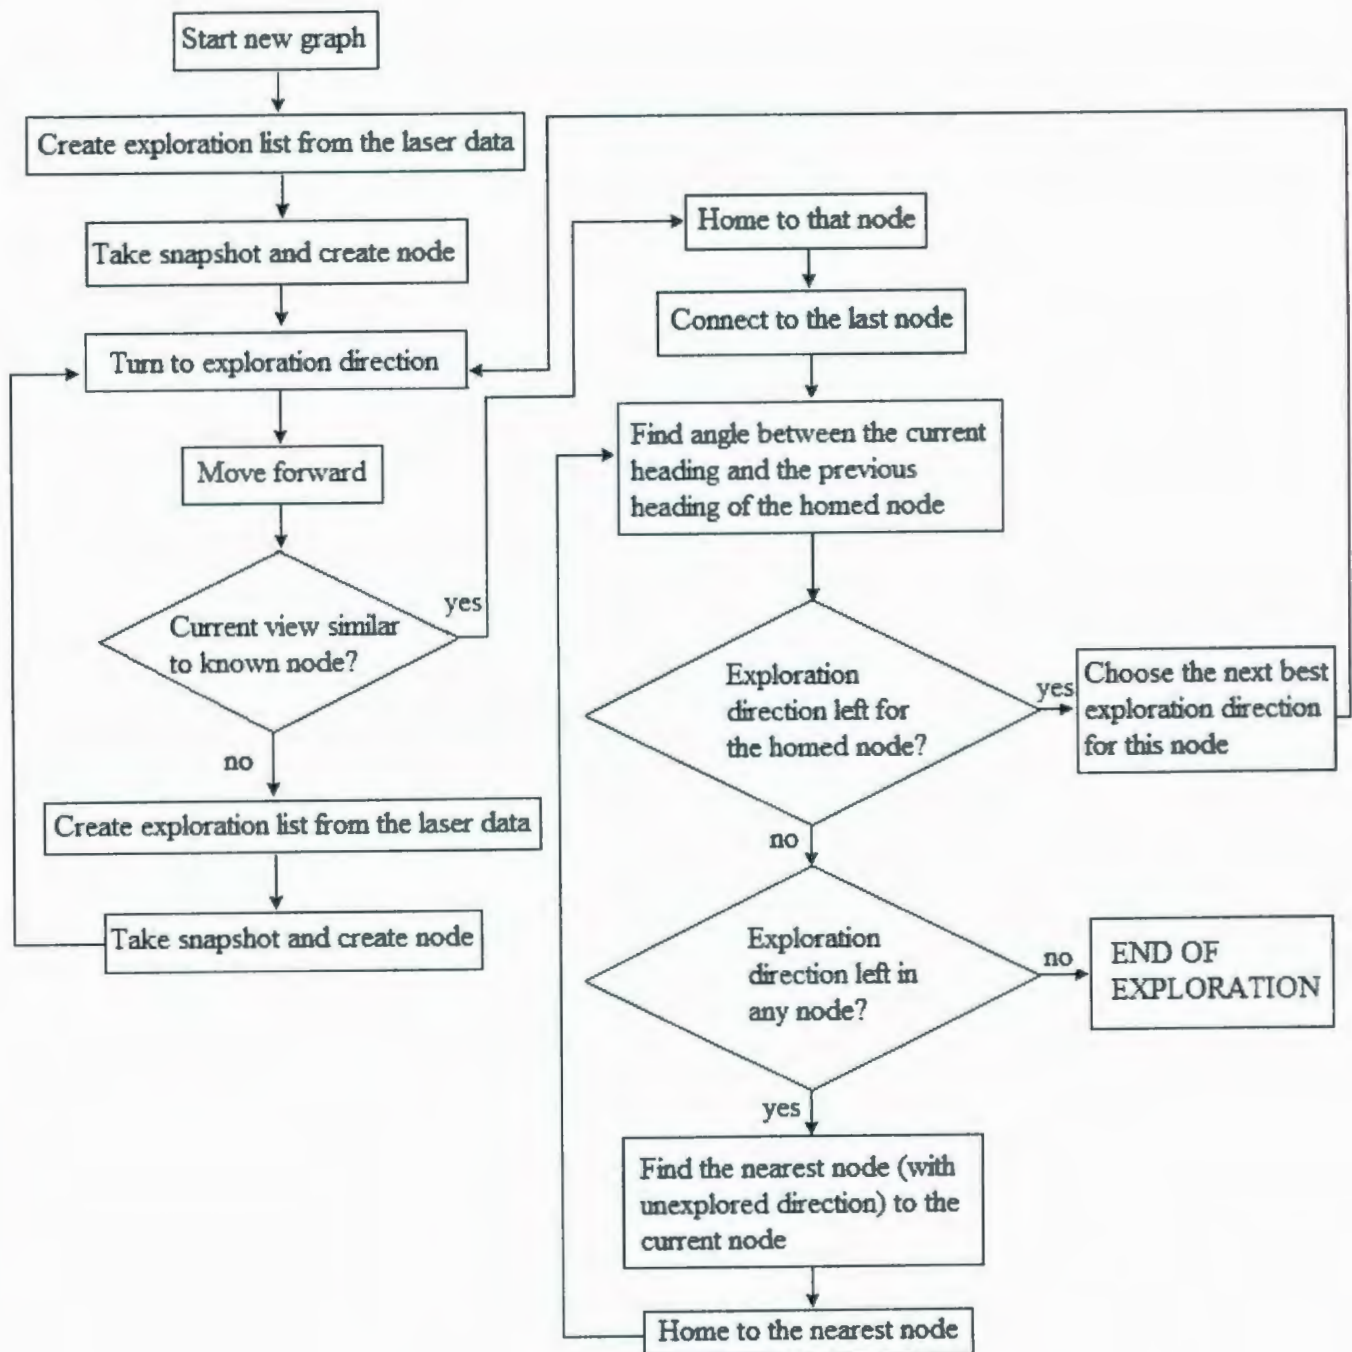 Start new graph
Create exploration list from the laser data
Take snapshot and create node
Turn to exploration direction
Move forward
Current view similar
to known node?
yes
no
Create exploration list from the laser data
Take snapshot and create node
Home to that node
Connect to the last node
Find angle between the current
heading and the previous
heading of the homed node
Exploration
direction left for
the homed node?
yes
Choose the next best
exploration direction
for this node
no
Exploration
direction left in
any node?
no
END OF
EXPLORATION
yes
Find the nearest node (with
unexplored direction) to the
current node
Home to the nearest node